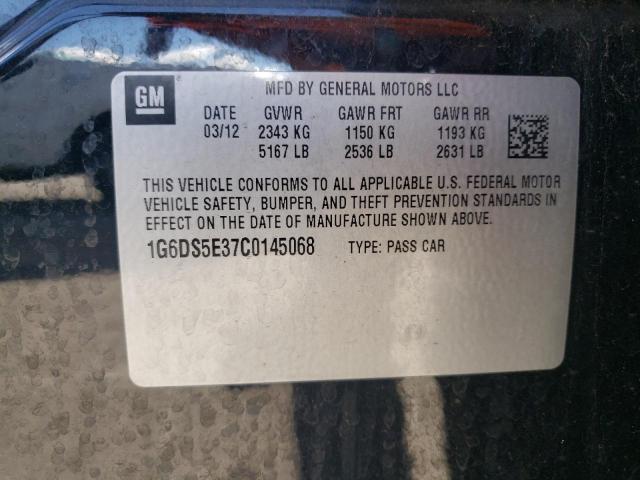 GM
MFD BY GENERAL MOTORS LLC
DATE GVWR GAWR FRT GAWR RR
03/12 2343 KG 1150 KG 1193 KG
5167 LB 2536 LB 2631 LB
THIS VEHICLE CONFORMS TO ALL APPLICABLE U.S. FEDERAL MOTOR
VEHICLE SAFETY, BUMPER, AND THEFT PREVENTION STANDARDS IN
EFFECT ON THE DATE OF MANUFACTURE SHOWN ABOVE.
1G6DS5E37C0145068 TYPE: PASS CAR